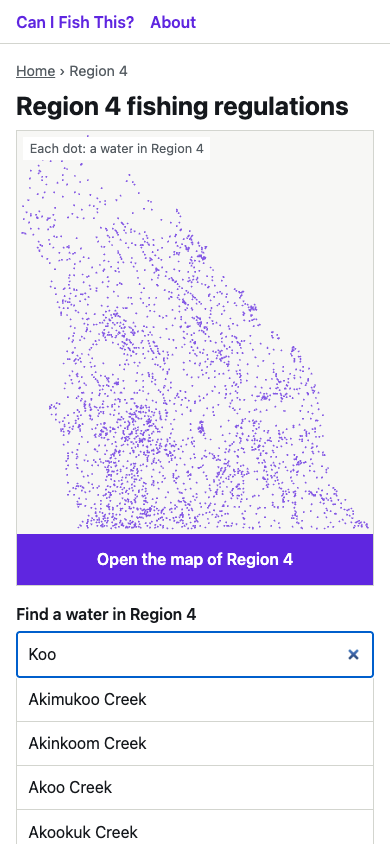 Can I Fish This? About
Home › Region 4
Region 4 fishing regulations
Each dot: a water in Region 4
Open the map of Region 4
Find a water in Region 4
Koo
Akimukoo Creek
Akinkoom Creek
Akoo Creek
Akookuk Creek